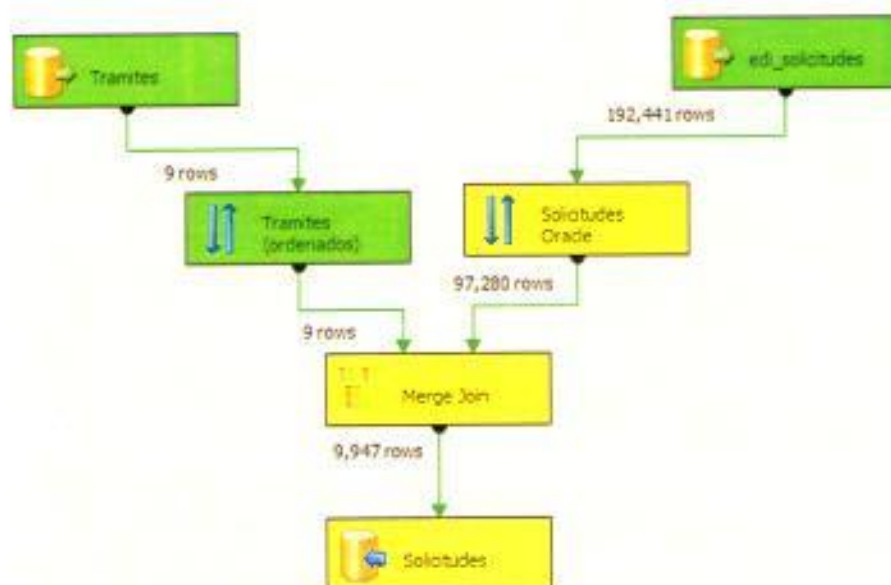 Tramites
edi_solicitudes
192,441 rows
9 rows
Tramites
(ordenados)
Solicitudes
Oracle
97,280 rows
9 rows
Merge Join
9,947 rows
Solicitudes